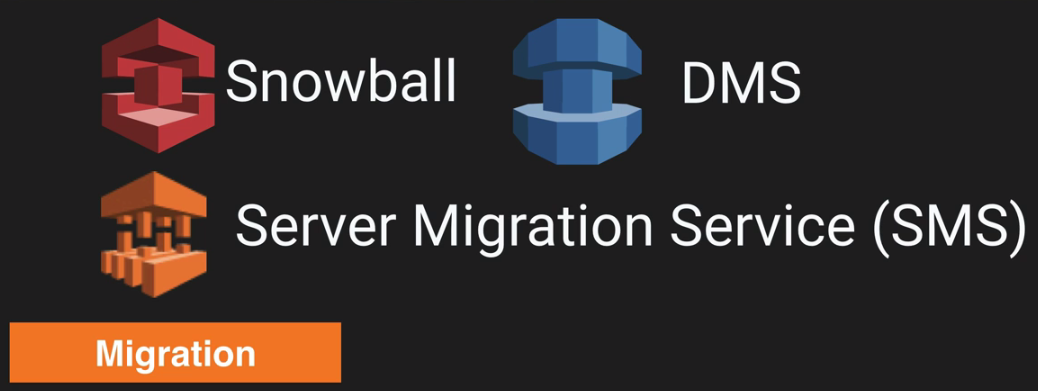 Snowball
DMS
Server Migration Service (SMS)
Migration